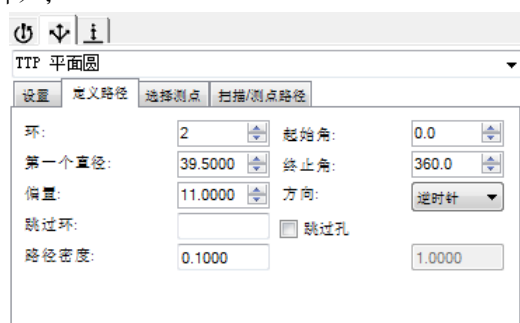 TTP 平面圆
设置 定义路径 选择测点 扫描/测点路径
环: 2 起始角: 0.0
第一个直径: 39.5000 终止角: 360.0
偏置: 11.0000 方向: 逆时针
跳过环: 跳过孔
路径密度: 0.1000 1.0000